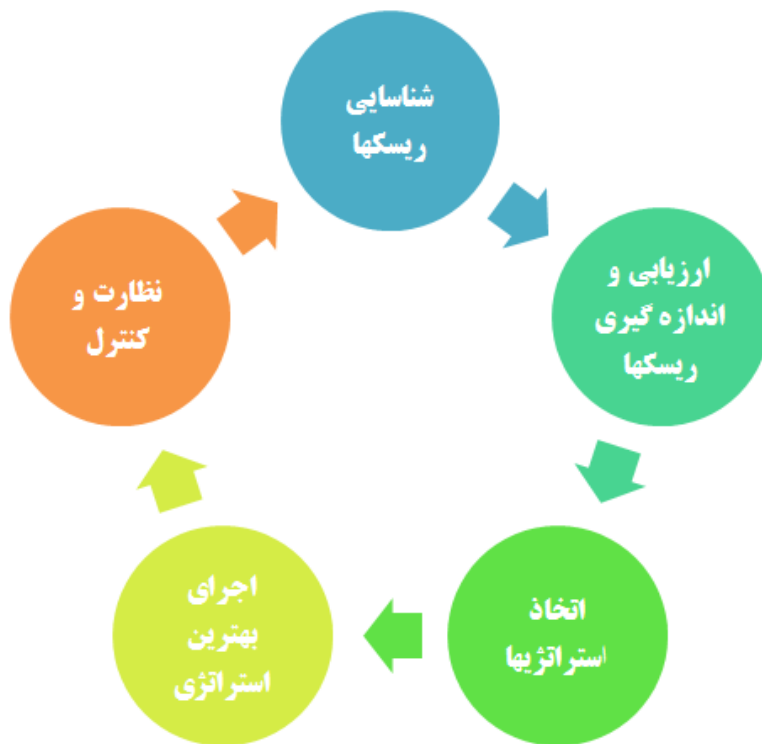 شناسایی
ریسکها
ارزیابی و
اندازه گیری
ریسکها
اتخاذ
استراتژیها
اجرای
بهترین
استراتژی
نظارت و
کنترل